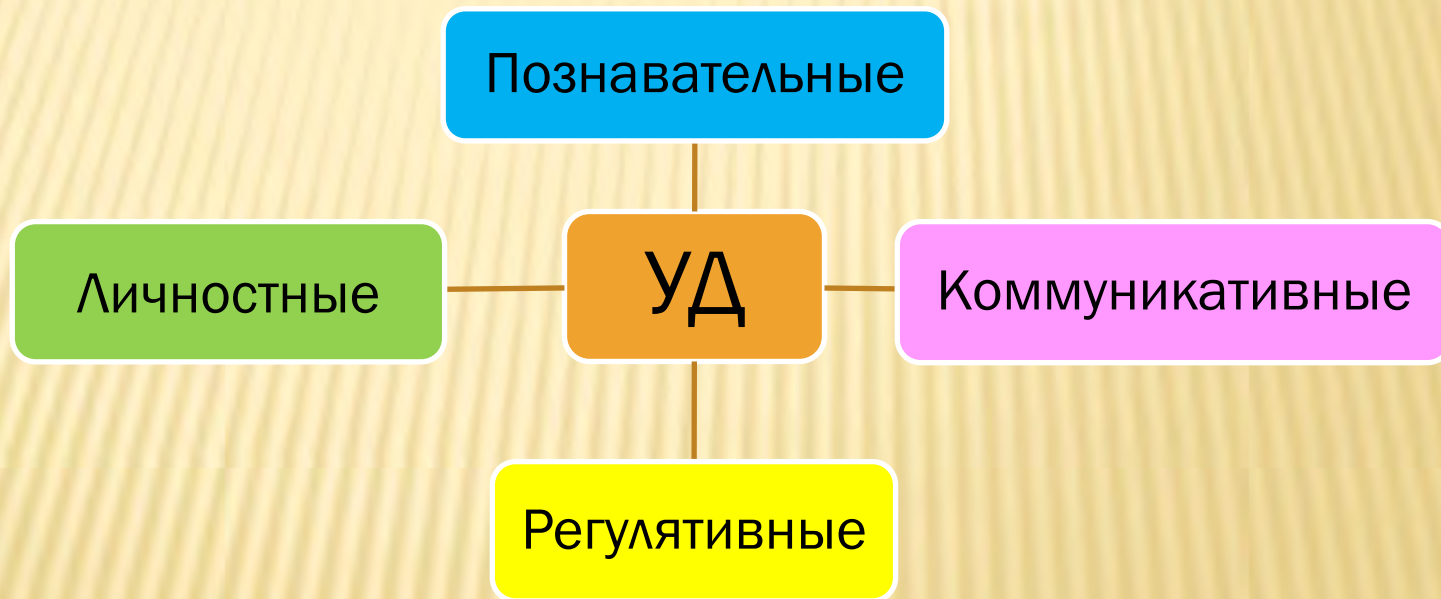 Познавательные
Личностные
УД
Коммуникативные
Регулятивные